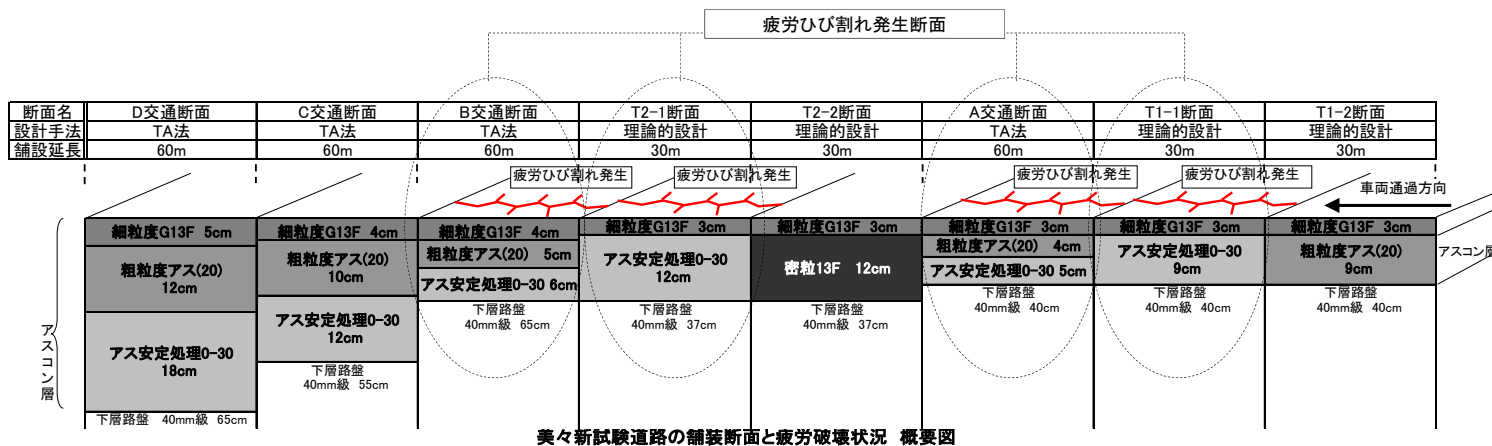 疲労ひび割れ発生断面
断面名 D交通断面 C交通断面 B交通断面 T2-1断面 T2-2断面 A交通断面 T1-1断面 T1-2断面
設計手法 TA法 TA法 TA法 理論的設計 理論的設計 TA法 理論的設計 理論的設計
舗設延長 60m 60m 60m 30m 30m 60m 30m 30m
疲労ひび割れ発生 疲労ひび割れ発生 疲労ひび割れ発生 疲労ひび割れ発生
車両通過方向
アスコン層
細粒度G13F 5cm
粗粒度アス(20)
12cm
アス安定処理0-30
18cm
下層路盤 40mm級 65cm
細粒度G13F 4cm
粗粒度アス(20)
10cm
アス安定処理0-30
12cm
下層路盤
40mm級 55cm
細粒度G13F 4cm
粗粒度アス(20) 5cm
アス安定処理0-30 6cm
下層路盤
40mm級 65cm
細粒度G13F 3cm
アス安定処理0-30
12cm
下層路盤
40mm級 37cm
細粒度G13F 3cm
密粒13F 12cm
下層路盤
40mm級 37cm
細粒度G13F 3cm
粗粒度アス(20) 4cm
アス安定処理0-30 5cm
下層路盤
40mm級 40cm
細粒度G13F 3cm
アス安定処理0-30
9cm
下層路盤
40mm級 40cm
細粒度G13F 3cm
粗粒度アス(20)
9cm
下層路盤
40mm級 40cm
アスコン層
美々新試験道路の舗装断面と疲労破壊状況 概要図